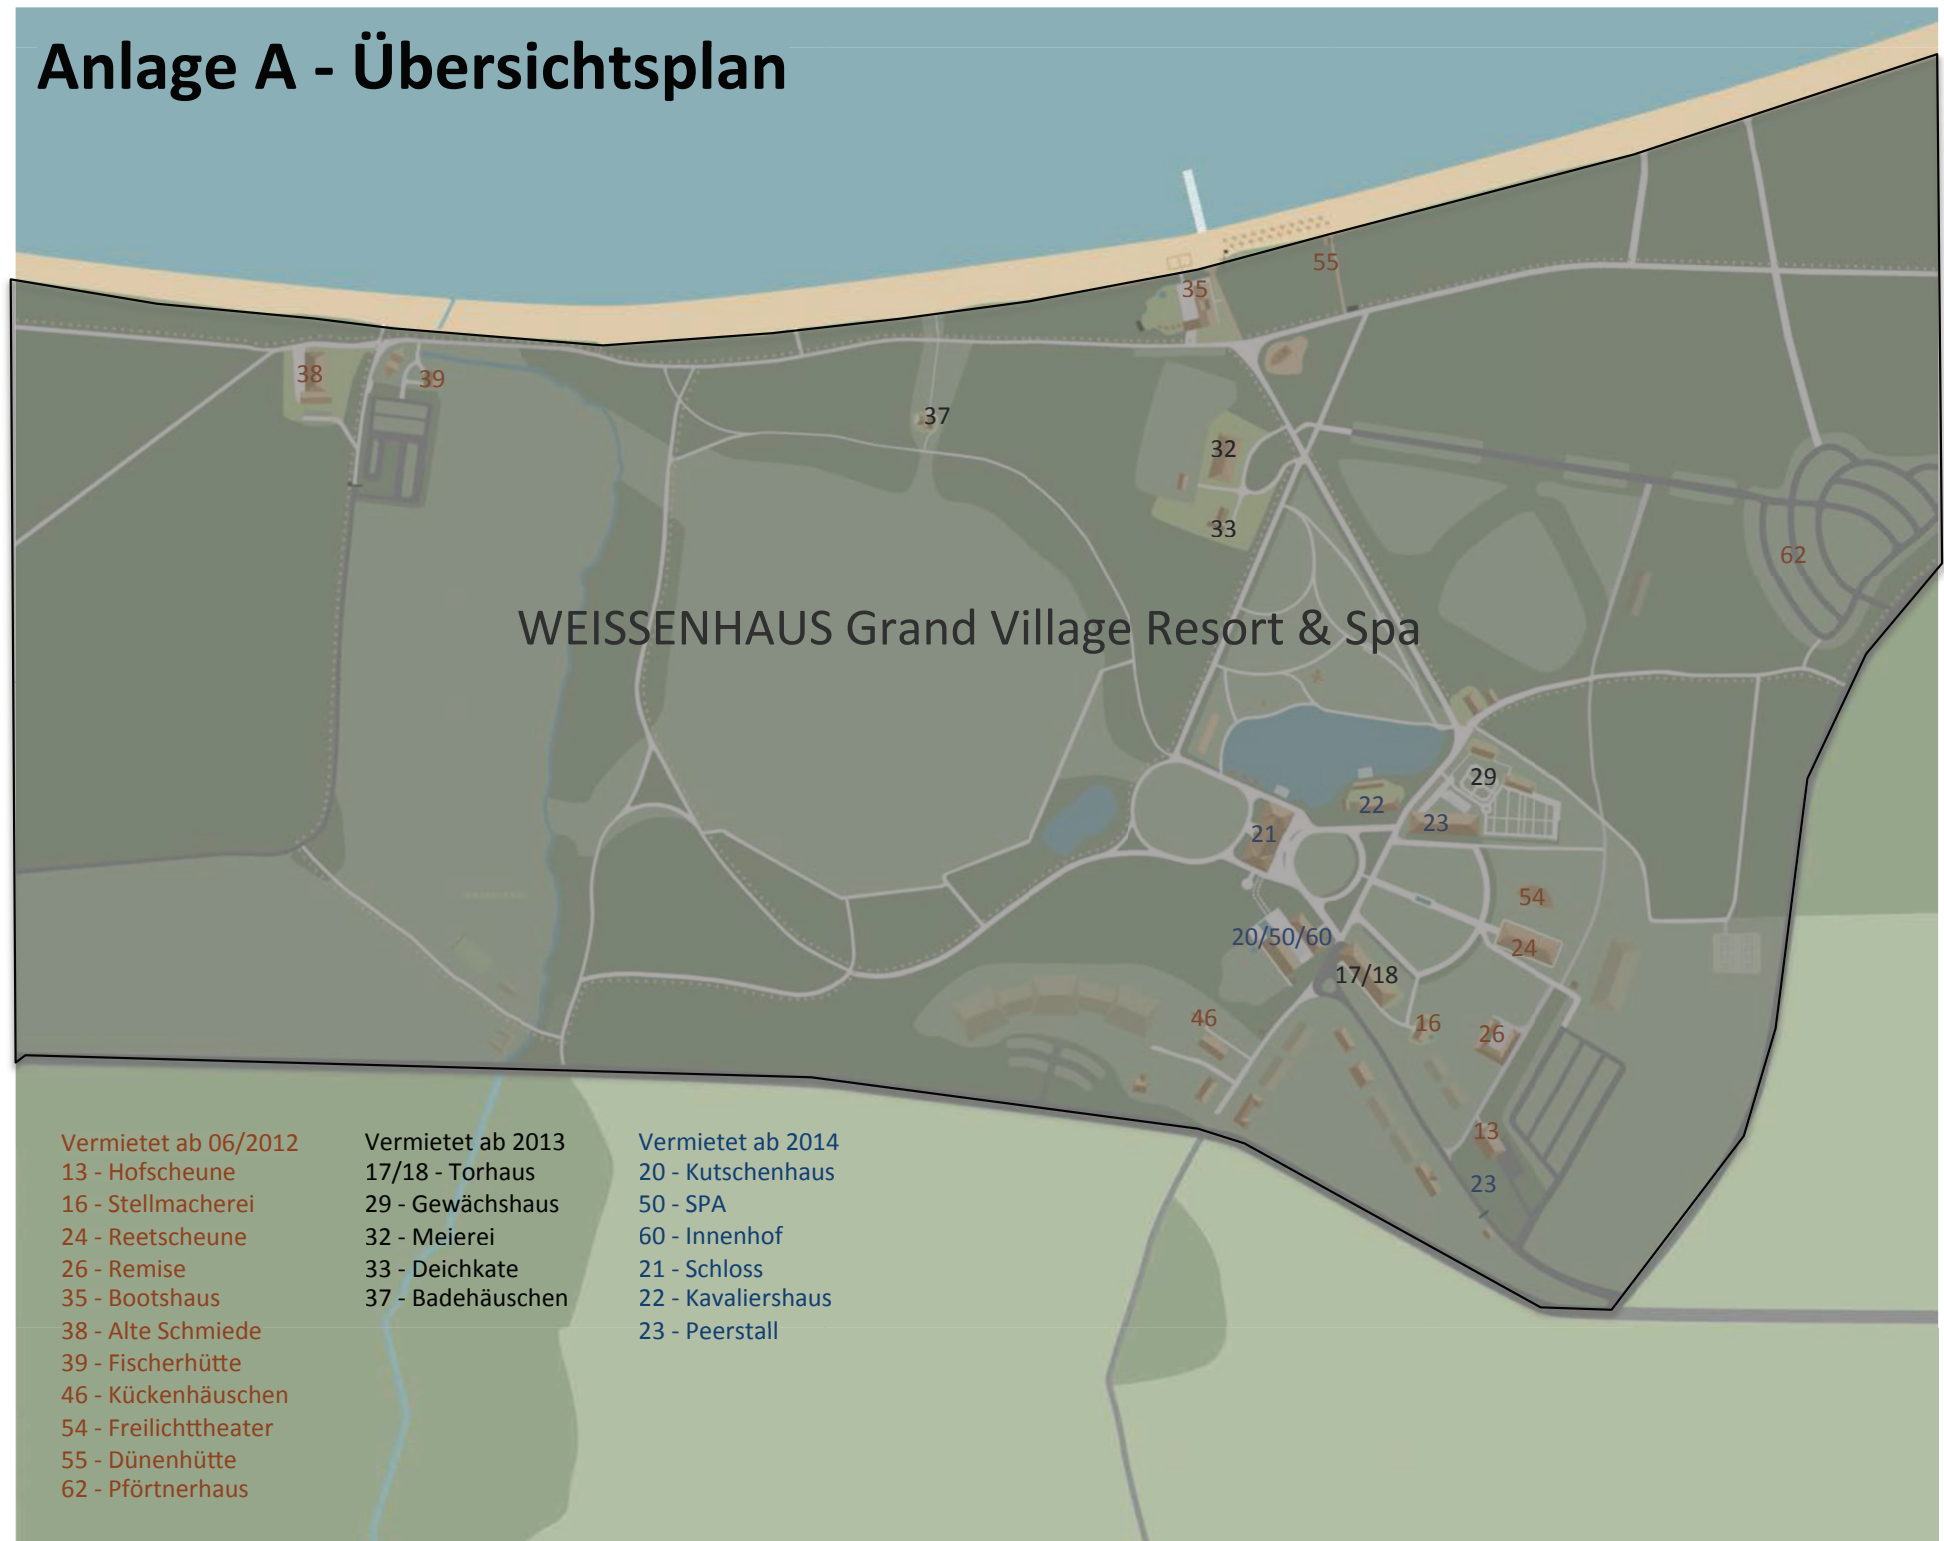 Anlage A - Übersichtsplan
55
35
38
39
37
32
33
62
WEISSENHAUS Grand Village Resort & Spa
29
22
23
21
54
20/50/60
24
17/18
46
16
26
13
23
Vermietet ab 06/2012
13 - Hofscheune
16 - Stellmacherei
24 - Reetscheune
26 - Remise
35 - Bootshaus
38 - Alte Schmiede
39 - Fischerhütte
46 - Kückenhäuschen
54 - Freilichttheater
55 - Dünenhütte
62 - Pförtnerhaus
Vermietet ab 2013
17/18 - Torhaus
29 - Gewächshaus
32 - Meierei
33 - Deichkate
37 - Badehäuschen
Vermietet ab 2014
20 - Kutschenhaus
50 - SPA
60 - Innenhof
21 - Schloss
22 - Kavaliershaus
23 - Peerstall